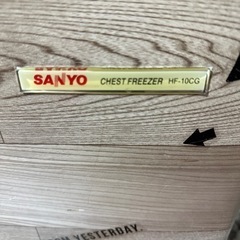 SANYO CHEST FREEZER HF-10CG
YESTERDAY